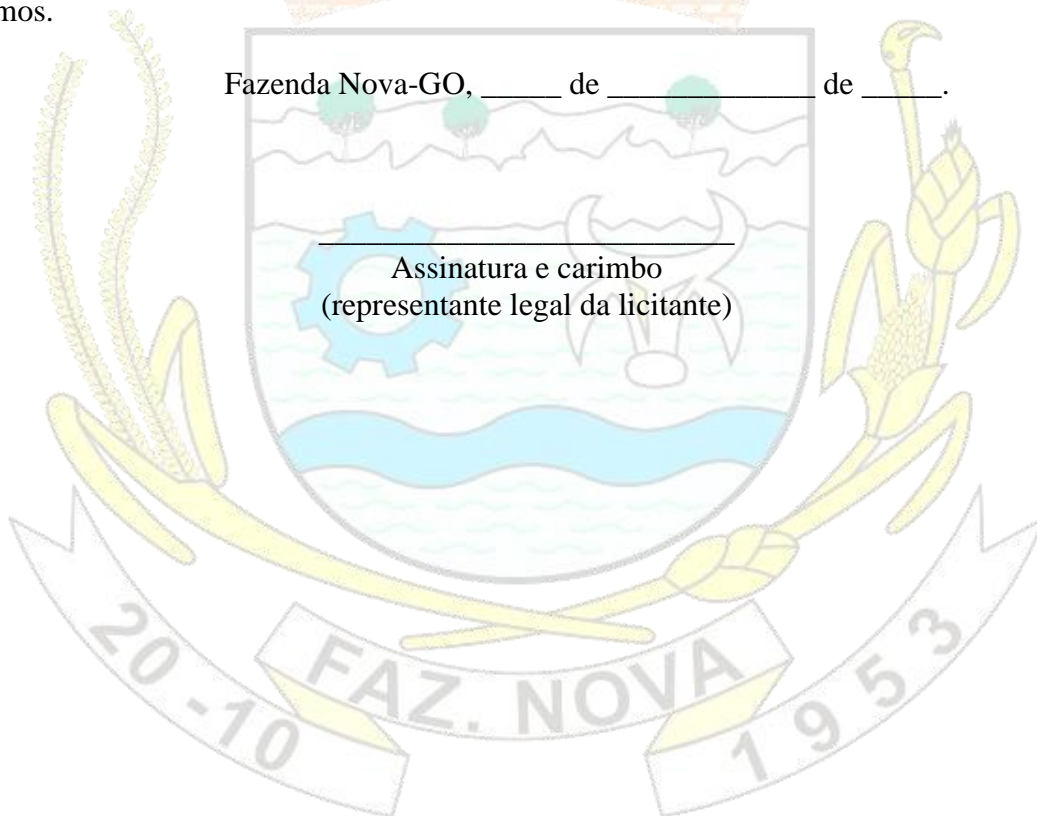 mos.
Fazenda Nova-GO, _____ de _____________ de _____.
__________________________
Assinatura e carimbo
(representante legal da licitante)
20 -10
FAZ. NOVA
1953